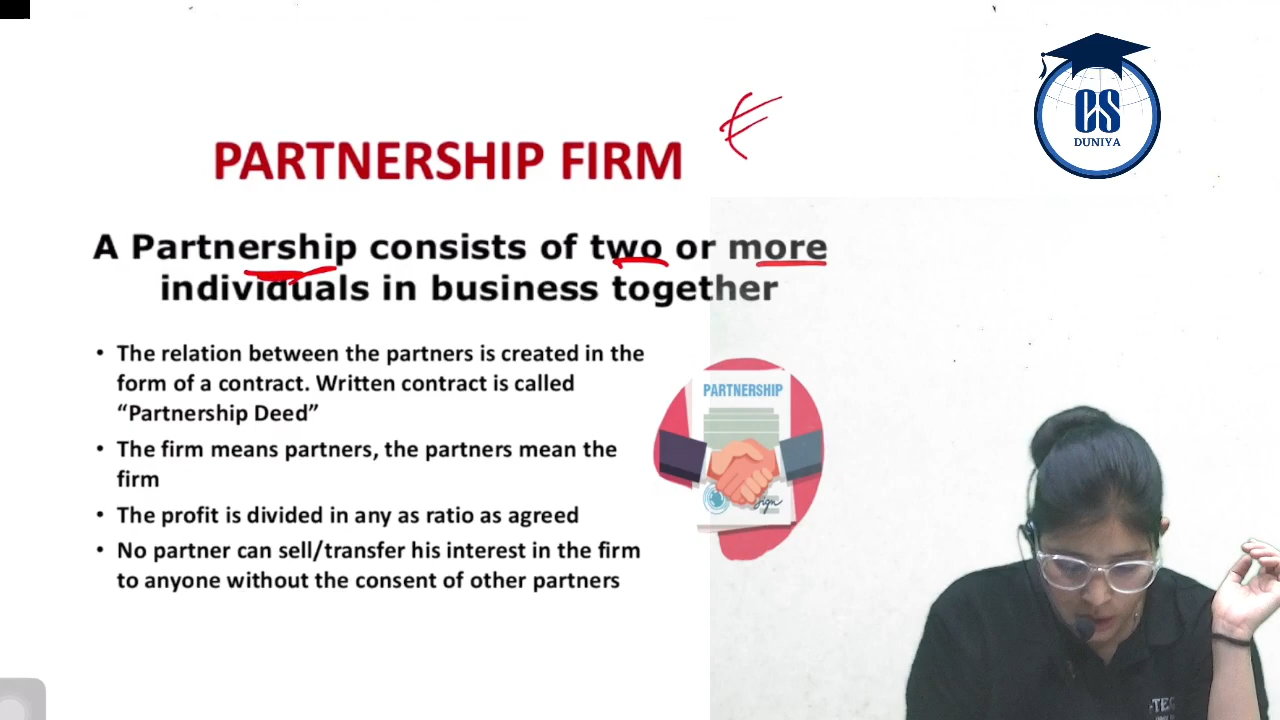 CS
DUNIYA
PARTNERSHIP FIRM
A Partnership consists of two or more
individuals in business together
• The relation between the partners is created in the
form of a contract. Written contract is called
“Partnership Deed”
• The firm means partners, the partners mean the
firm
• The profit is divided in any as ratio as agreed
• No partner can sell/transfer his interest in the firm
to anyone without the consent of other partners
PARTNERSHIP
Sign